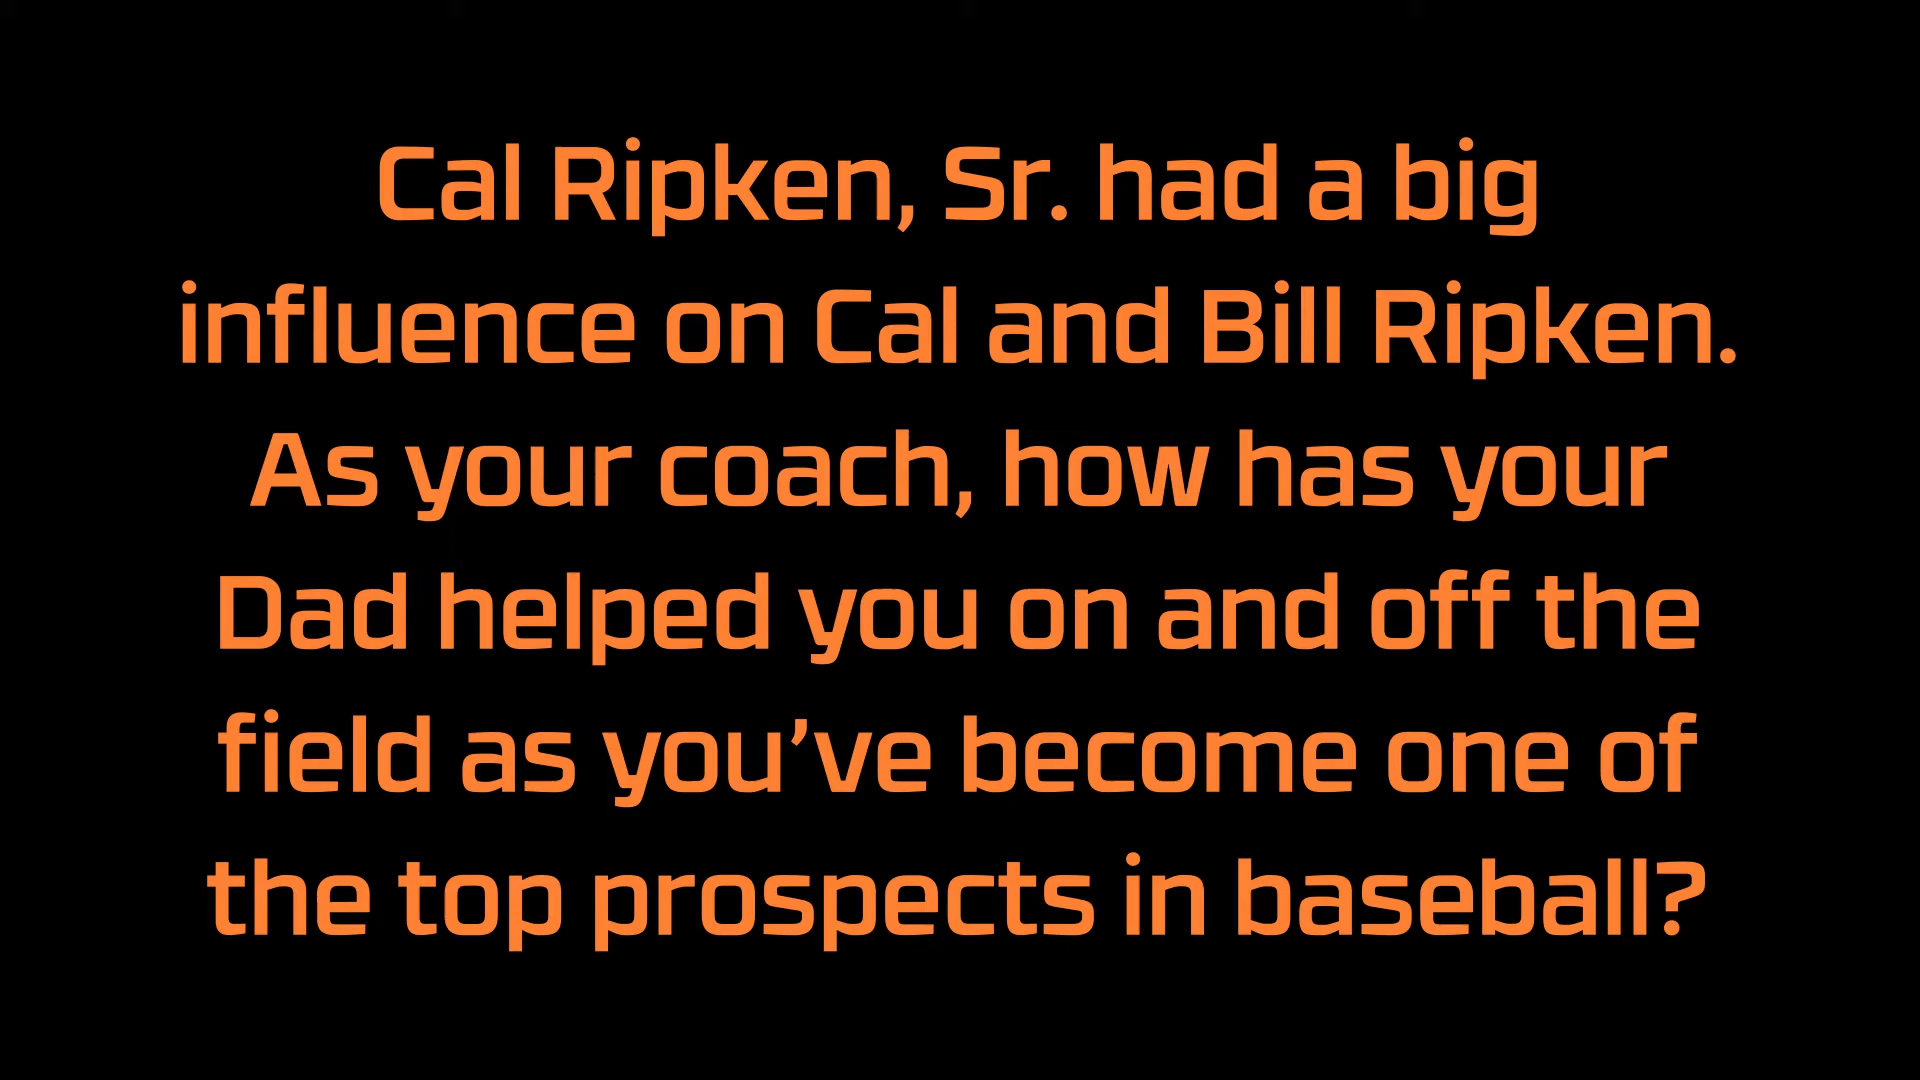 Cal Ripken, Sr. had a big
influence on Cal and Bill Ripken.
As your coach, how has your
Dad helped you on and off the
field as you’ve become one of
the top prospects in baseball?